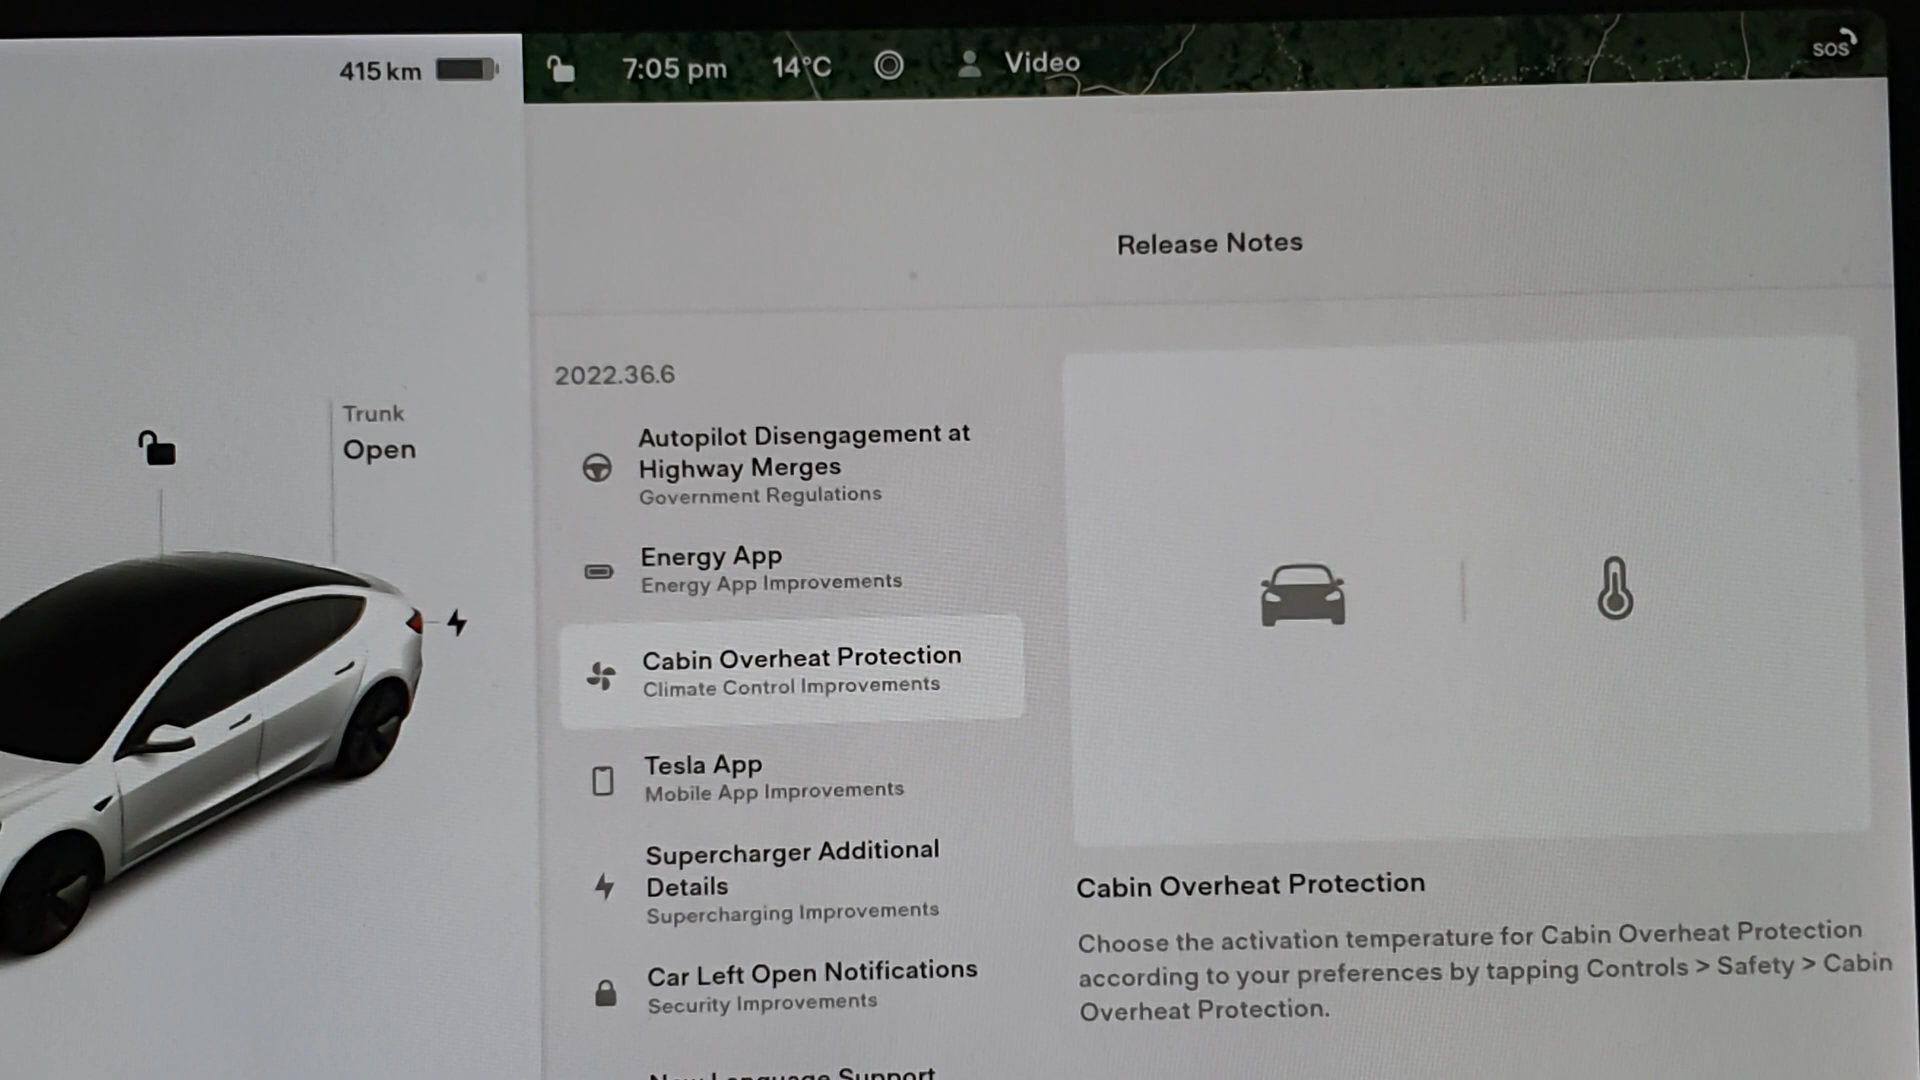 415 km
7:05 pm
14°C
Video
SOS
Release Notes
Trunk
Open
2022.36.6
Autopilot Disengagement at
Highway Merges
Government Regulations
Energy App
Energy App Improvements
Cabin Overheat Protection
Climate Control Improvements
Tesla App
Mobile App Improvements
Supercharger Additional
Details
Supercharging Improvements
Car Left Open Notifications
Security Improvements
New Language Support
Cabin Overheat Protection
Choose the activation temperature for Cabin Overheat Protection
according to your preferences by tapping Controls > Safety > Cabin
Overheat Protection.